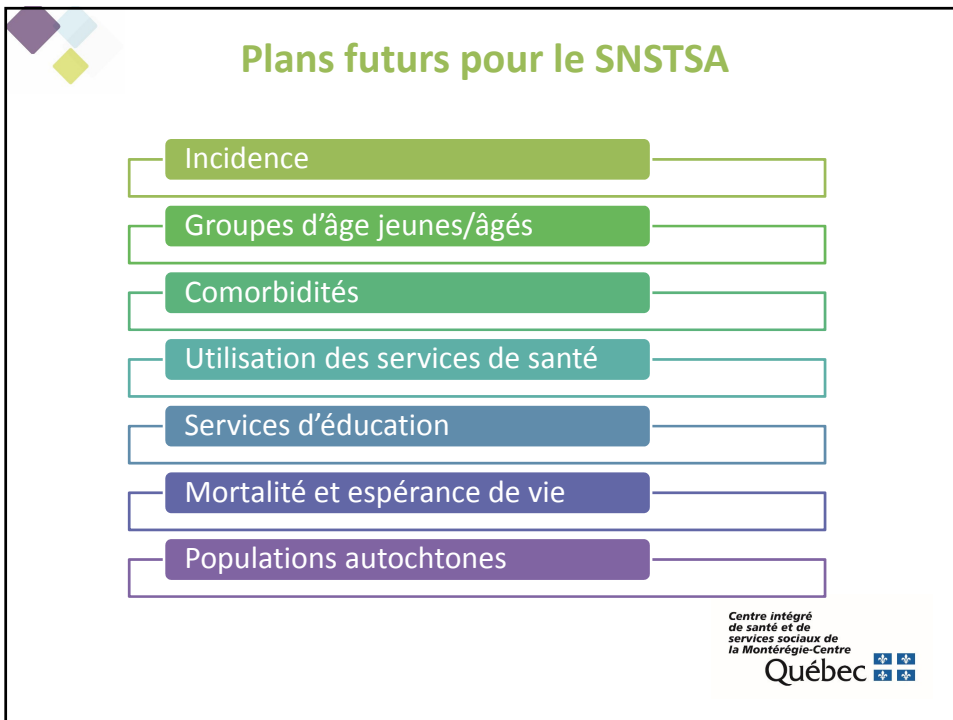 Plans futurs pour le SNSTSA
Incidence
Groupes d'âge jeunes/âgés
Comorbidités
Utilisation des services de santé
Services d'éducation
Mortalité et espérance de vie
Populations autochtones
Centre intégré
de santé et de
services sociaux de
la Montérégie-Centre
Québec